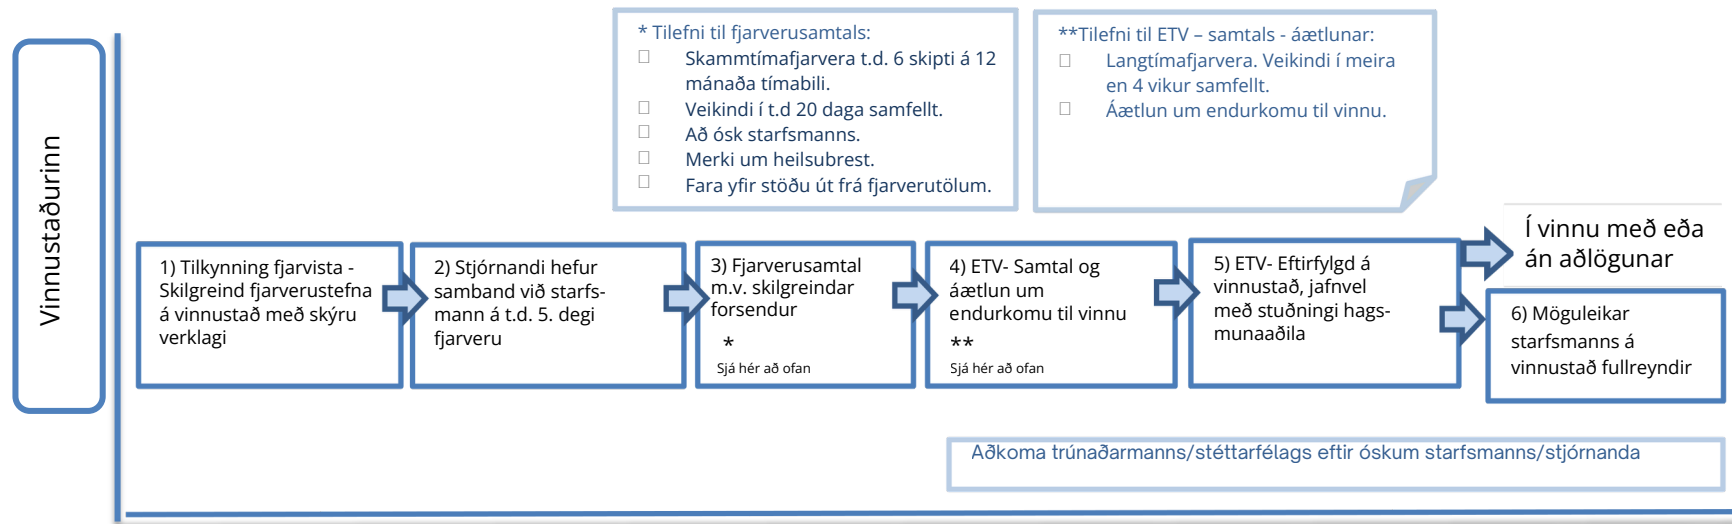 Vinnustaðurinn
* Tilefni til fjarverusamtals:
Skammtímafjarvera t.d. 6 skipti á 12
mánaða tímabili.
Veikindi í t.d 20 daga samfellt.
Að ósk starfsmanns.
Merki um heilsubrest.
Fara yfir stöðu út frá fjarverutölum.
**Tilefni til ETV – samtals - áætlunar:
Langtímafjarvera. Veikindi í meira
en 4 vikur samfellt.
Áætlun um endurkomu til vinnu.
1) Tilkynning fjarvista -
Skilgreind fjarverustefna
á vinnustað með skýru
verklagi
2) Stjórnandi hefur
samband við starfs-
mann á t.d. 5. degi
fjarveru
3) Fjarverusamtal
m.v. skilgreindar
forsendur
*
Sjá hér að ofan
4) ETV- Samtal og
áætlun um
endurkomu til vinnu
**
Sjá hér að ofan
5) ETV- Eftirfylgd á
vinnustað, jafnvel
með stuðningi hags-
munaaðila
Í vinnu með eða
án aðlögunar
6) Möguleikar
starfsmanns á
vinnustað fullreyndir
Aðkoma trúnaðarmanns/stéttarfélags eftir óskum starfsmanns/stjórnanda